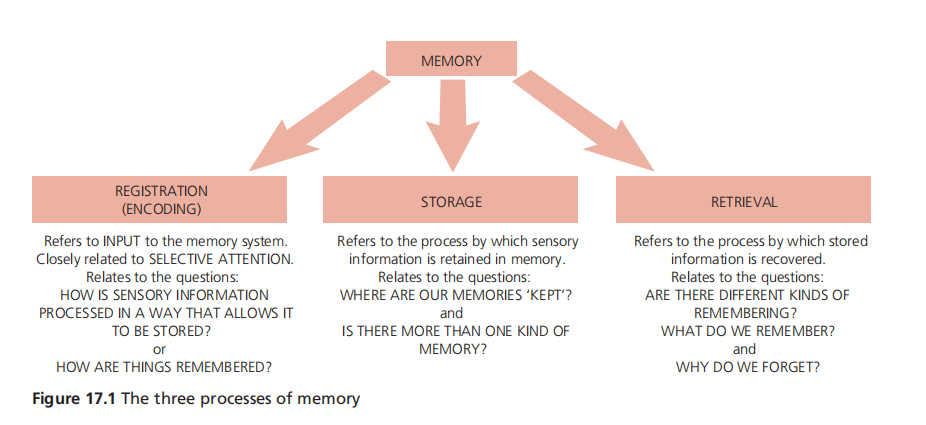 MEMORY
REGISTRATION
(ENCODING)
Refers to INPUT to the memory system.
Closely related to SELECTIVE ATTENTION.
Relates to the questions:
HOW IS SENSORY INFORMATION
PROCESSED IN A WAY THAT ALLOWS IT
TO BE STORED?
or
HOW ARE THINGS REMEMBERED?
STORAGE
Refers to the process by which sensory
information is retained in memory.
Relates to the questions:
WHERE ARE OUR MEMORIES ‘KEPT’?
and
IS THERE MORE THAN ONE KIND OF
MEMORY?
RETRIEVAL
Refers to the process by which stored
information is recovered.
Relates to the questions:
ARE THERE DIFFERENT KINDS OF
REMEMBERING?
WHAT DO WE REMEMBER?
and
WHY DO WE FORGET?
Figure 17.1 The three processes of memory